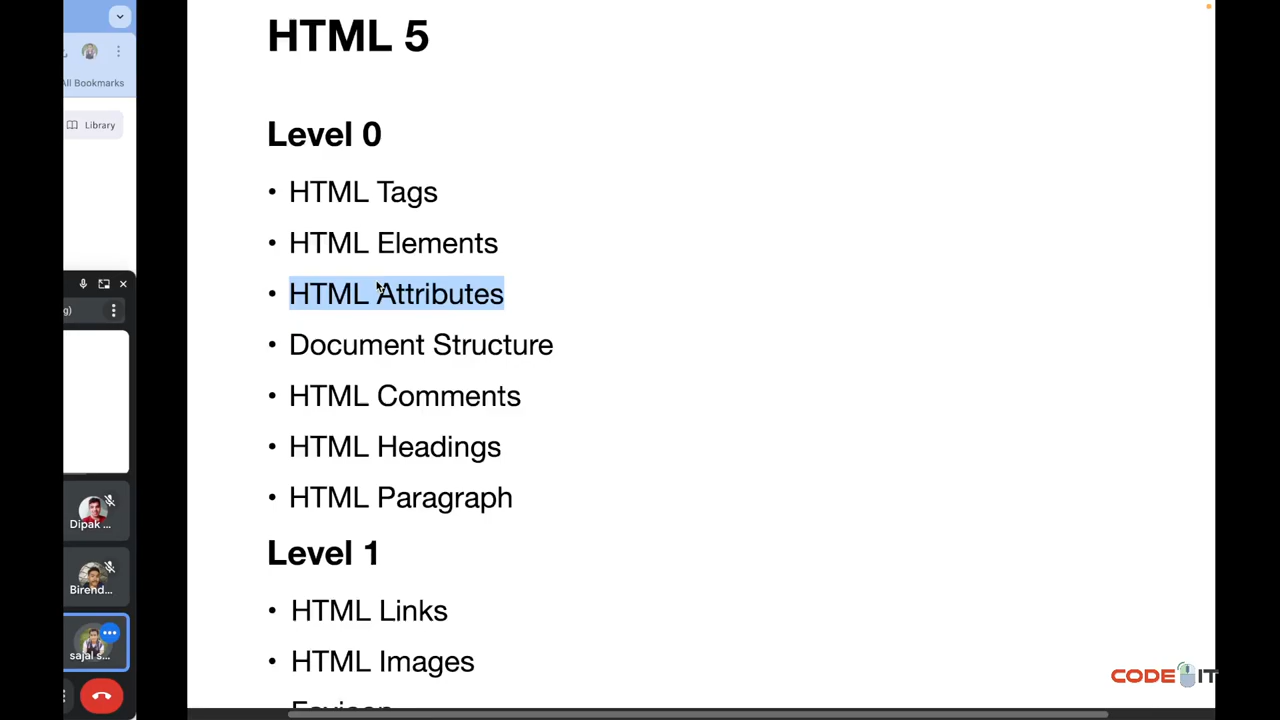 HTML 5
All Bookmarks
Library
Level 0
• HTML Tags
• HTML Elements
• HTML Attributes
g)
• Document Structure
• HTML Comments
• HTML Headings
• HTML Paragraph
Dipak ...
Level 1
Birend...
• HTML Links
sajal s...
• HTML Images
CODE IT
Favicon